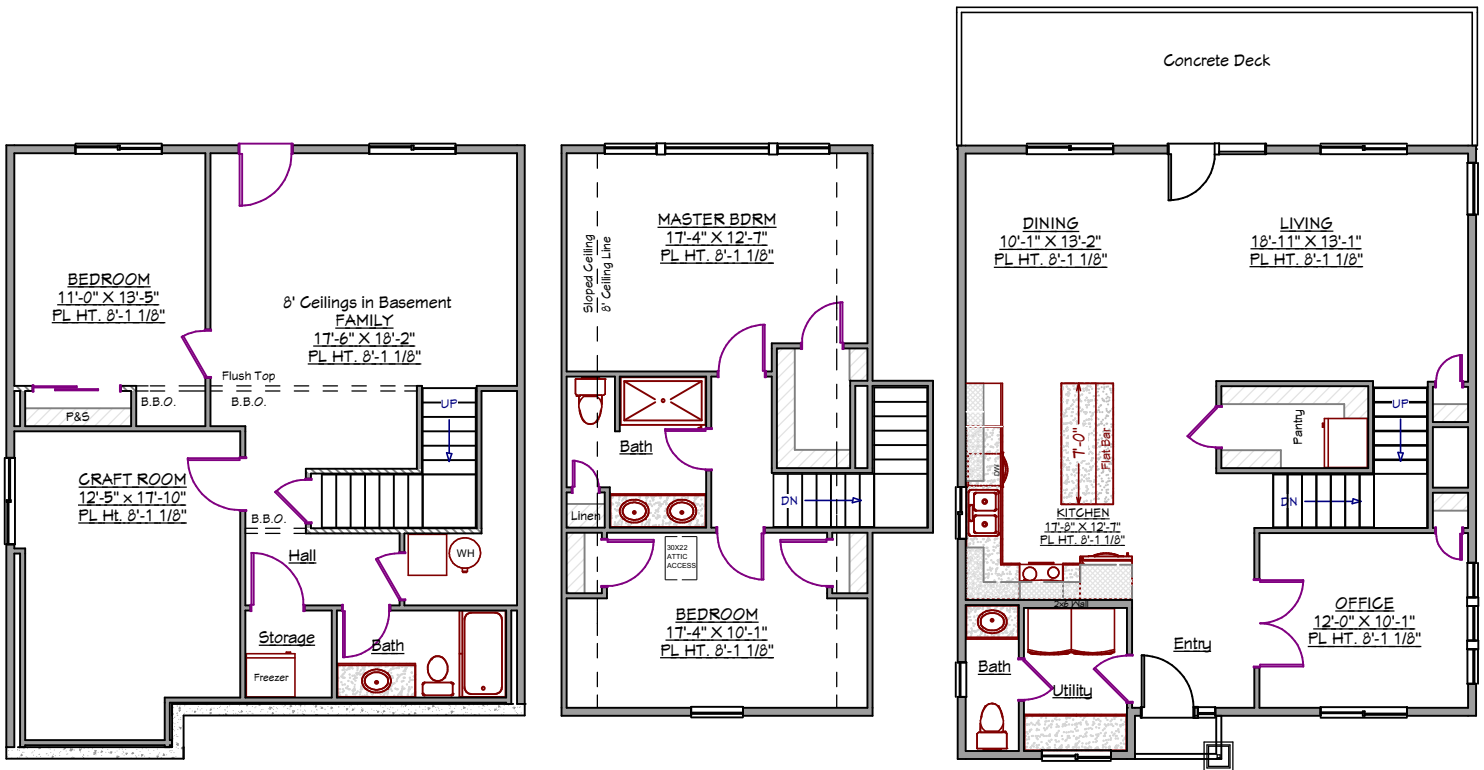 BEDROOM
11'-0" X 13'-5"
PL HT. 8'-1 1/8"
8' Ceilings in Basement
FAMILY
17'-6" X 18'-2"
PL HT. 8'-1 1/8"
Flush Top
B.B.O.
B.B.O.
P&S
UP
CRAFT ROOM
12'-5" X 17'-10"
PL Ht. 8'-1 1/8"
B.B.O.
Hall
WH
Storage
Freezer
Bath
MASTER BDRM
17'-4" X 12'-7"
PL HT. 8'-1 1/8"
Sloped Ceiling
8' Ceiling Line
Bath
Linen
DN
30X22
ATTIC
ACCESS
BEDROOM
17'-4" X 10'-1"
PL HT. 8'-1 1/8"
Concrete Deck
DINING
10'-1" X 13'-2"
PL HT. 8'-1 1/8"
LIVING
18'-11" X 13'-1"
PL HT. 8'-1 1/8"
7'-0"
Flat Bar
Pantry
UP
DN
KITCHEN
17'-8" X 12'-7"
PL HT. 8'-1 1/8"
2x6 Wall
OFFICE
12'-0" X 10'-1"
PL HT. 8'-1 1/8"
Entry
Bath
Utility